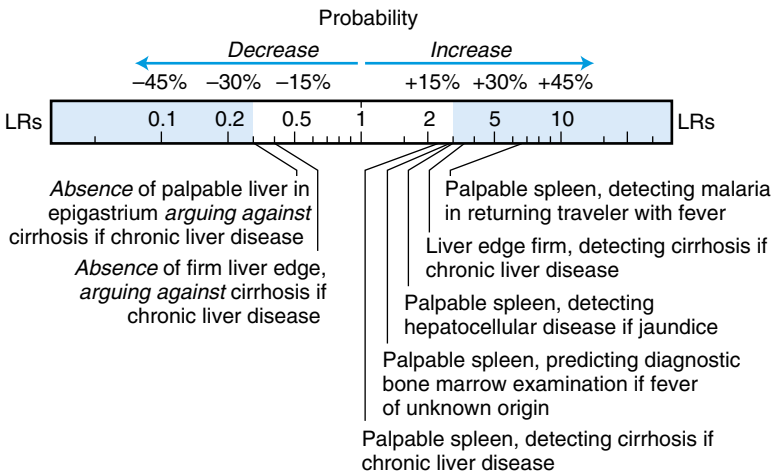 Probability
Decrease Increase
–45% –30% –15% +15% +30% +45%
LRs 0.1 0.2 0.5 1 2 5 10 LRs
Absence of palpable liver in
epigastrium arguing against
cirrhosis if chronic liver disease
Absence of firm liver edge,
arguing against cirrhosis if
chronic liver disease
Palpable spleen, detecting malaria
in returning traveler with fever
Liver edge firm, detecting cirrhosis if
chronic liver disease
Palpable spleen, detecting
hepatocellular disease if jaundice
Palpable spleen, predicting diagnostic
bone marrow examination if fever
of unknown origin
Palpable spleen, detecting cirrhosis if
chronic liver disease